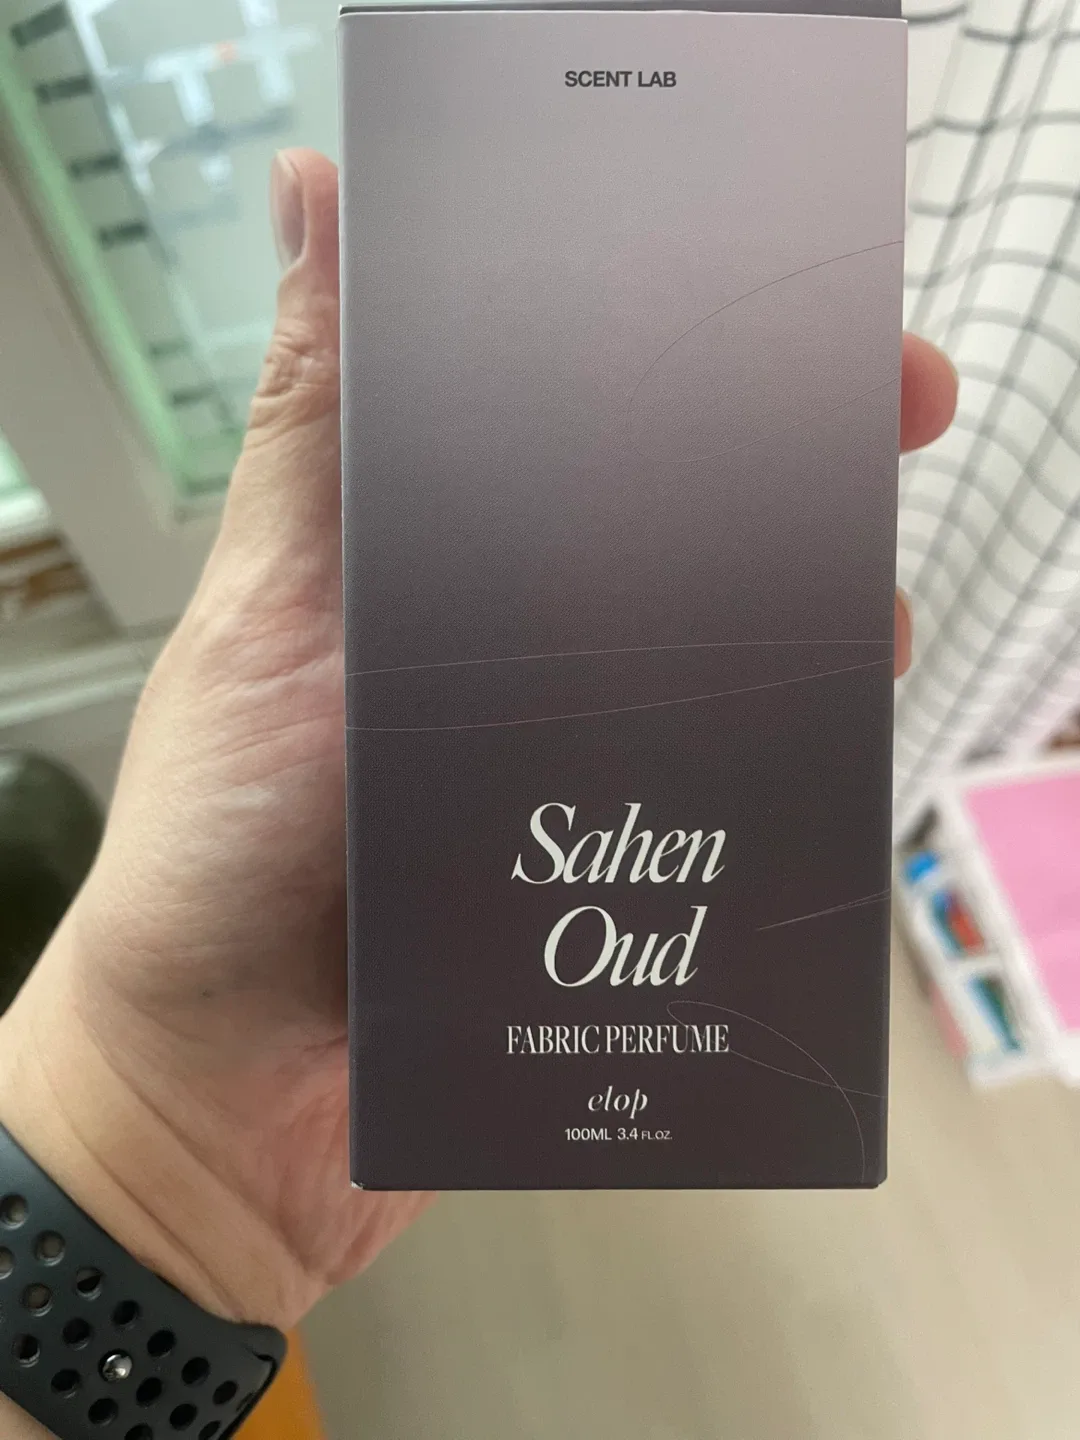 SCENT LAB
Sahen
Oud
FABRIC PERFUME
elop
100ML 3.4 FL.OZ.